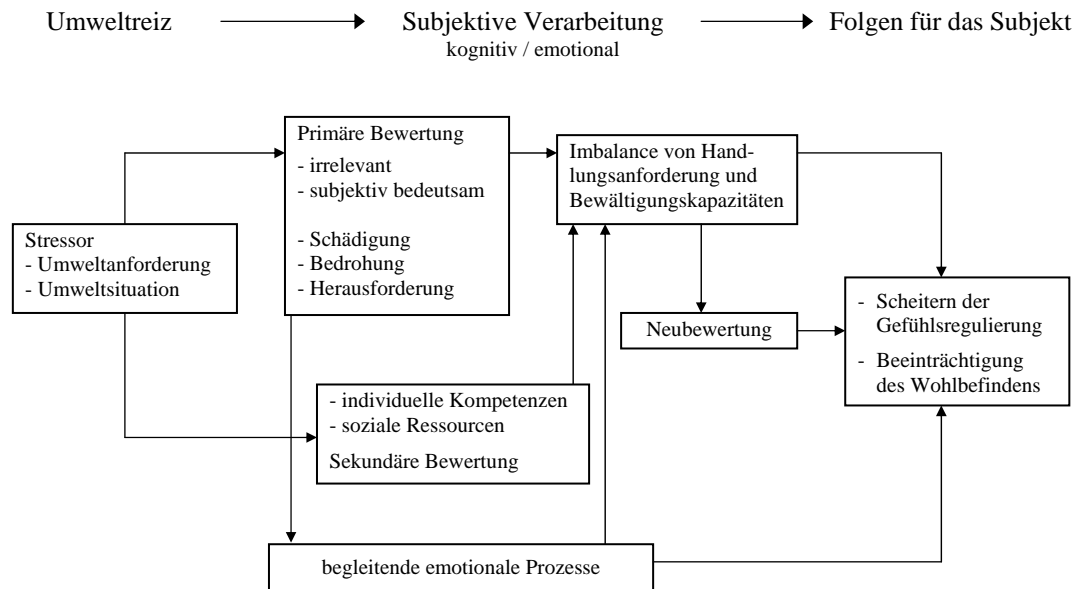 Umweltreiz
Subjektive Verarbeitung
kognitiv / emotional
Folgen für das Subjekt
Primäre Bewertung
- irrelevant
- subjektiv bedeutsam
- Schädigung
- Bedrohung
- Herausforderung
Imbalance von Hand-
lungsanforderung und
Bewältigungskapazitäten
Stressor
- Umweltanforderung
- Umweltsituation
Neubewertung
- Scheitern der
Gefühlsregulierung
- Beeinträchtigung
des Wohlbefindens
- individuelle Kompetenzen
- soziale Ressourcen
Sekundäre Bewertung
begleitende emotionale Prozesse